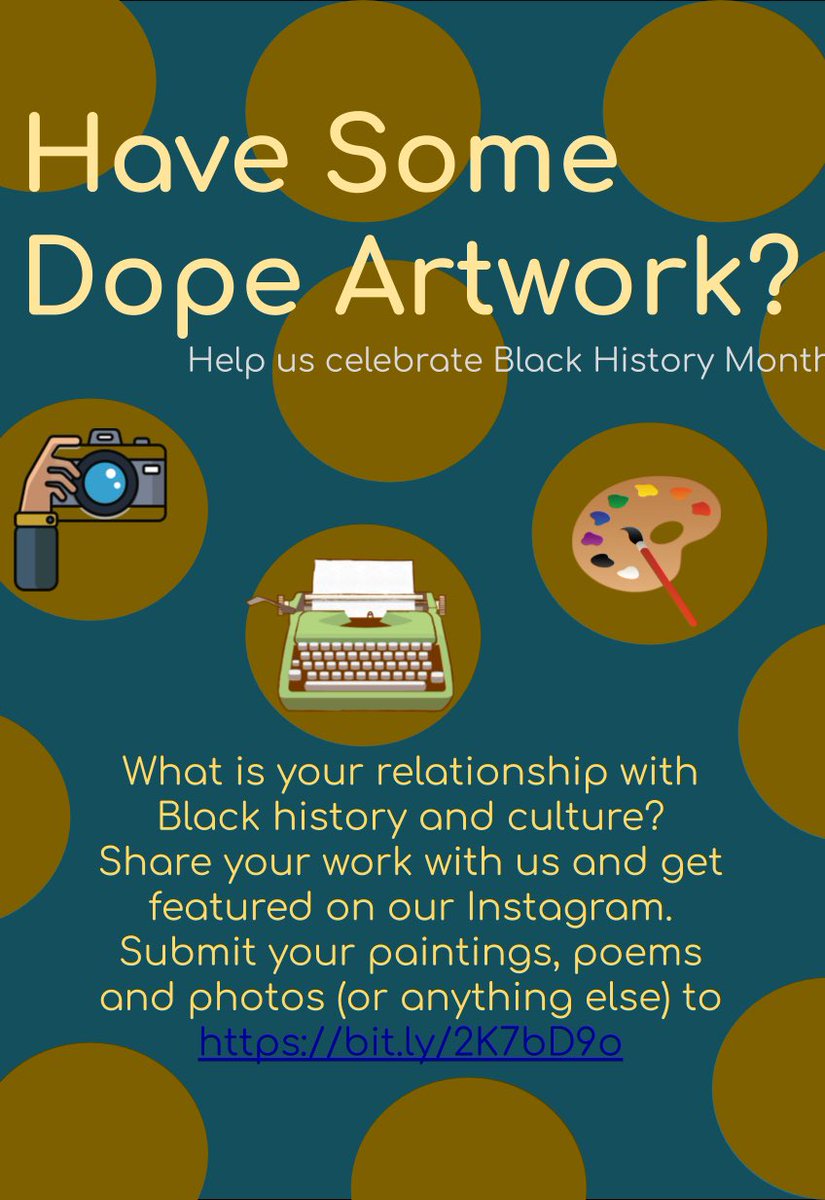 Have Some
Dope Artwork?
Help us celebrate Black History Month
What is your relationship with
Black history and culture?
Share your work with us and get
featured on our Instagram.
Submit your paintings, poems
and photos (or anything else) to
https://bit.ly/2K7bD9o